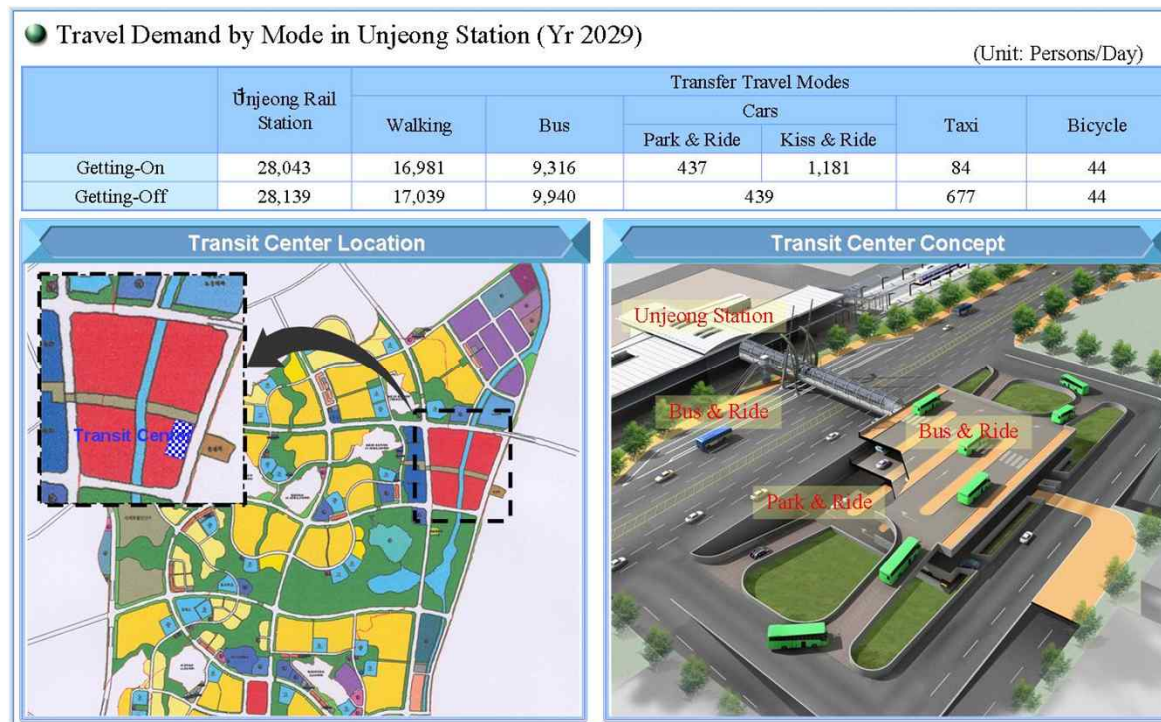 Travel Demand by Mode in Unjeong Station (Yr 2029)
(Unit: Persons/Day)
Unjeong Rail Station
Transfer Travel Modes
Walking
Bus
Cars
Park & Ride
Kiss & Ride
Taxi
Bicycle
Getting-On 28,043 16,981 9,316 437 1,181 84 44
Getting-Off 28,139 17,039 9,940 439 677 44
Transit Center Location
Transit Center
Transit Center Concept
Unjeong Station
Bus & Ride
Bus & Ride
Park & Ride